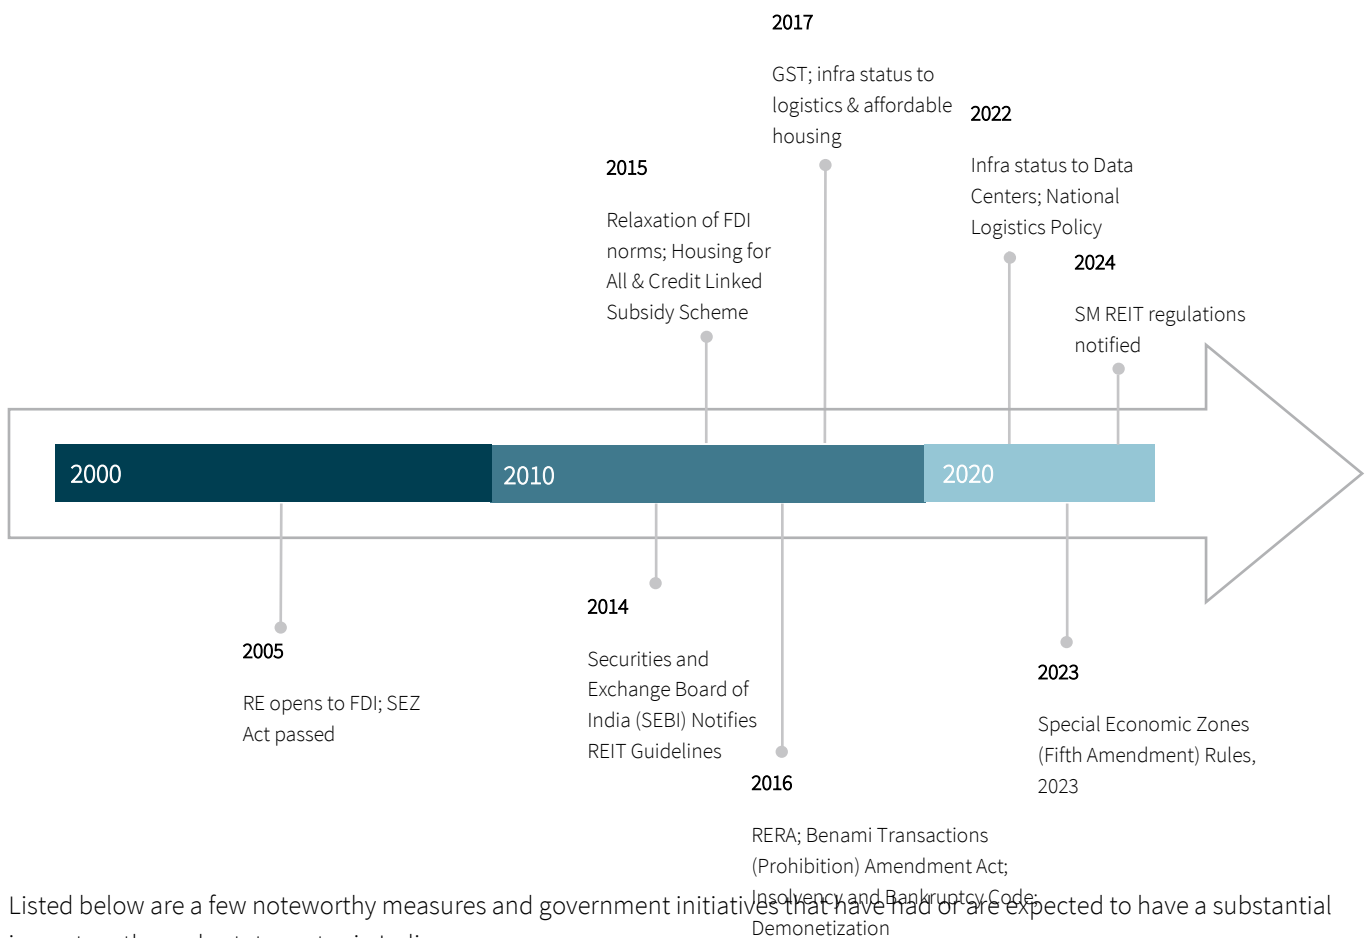 2017
GST; infra status to
logistics & affordable
housing
2022
Infra status to Data
Centers; National
Logistics Policy
2015
Relaxation of FDI
norms; Housing for
All & Credit Linked
Subsidy Scheme
2024
SM REIT regulations
notified
2000
2010
2020
2005
RE opens to FDI; SEZ
Act passed
2014
Securities and
Exchange Board of
India (SEBI) Notifies
REIT Guidelines
2016
RERA; Benami Transactions
(Prohibition) Amendment Act;
Insolvency and Bankruptcy Code;
Demonetization
2023
Special Economic Zones
(Fifth Amendment) Rules,
2023
Listed below are a few noteworthy measures and government initiatives that have had or are expected to have a substantial